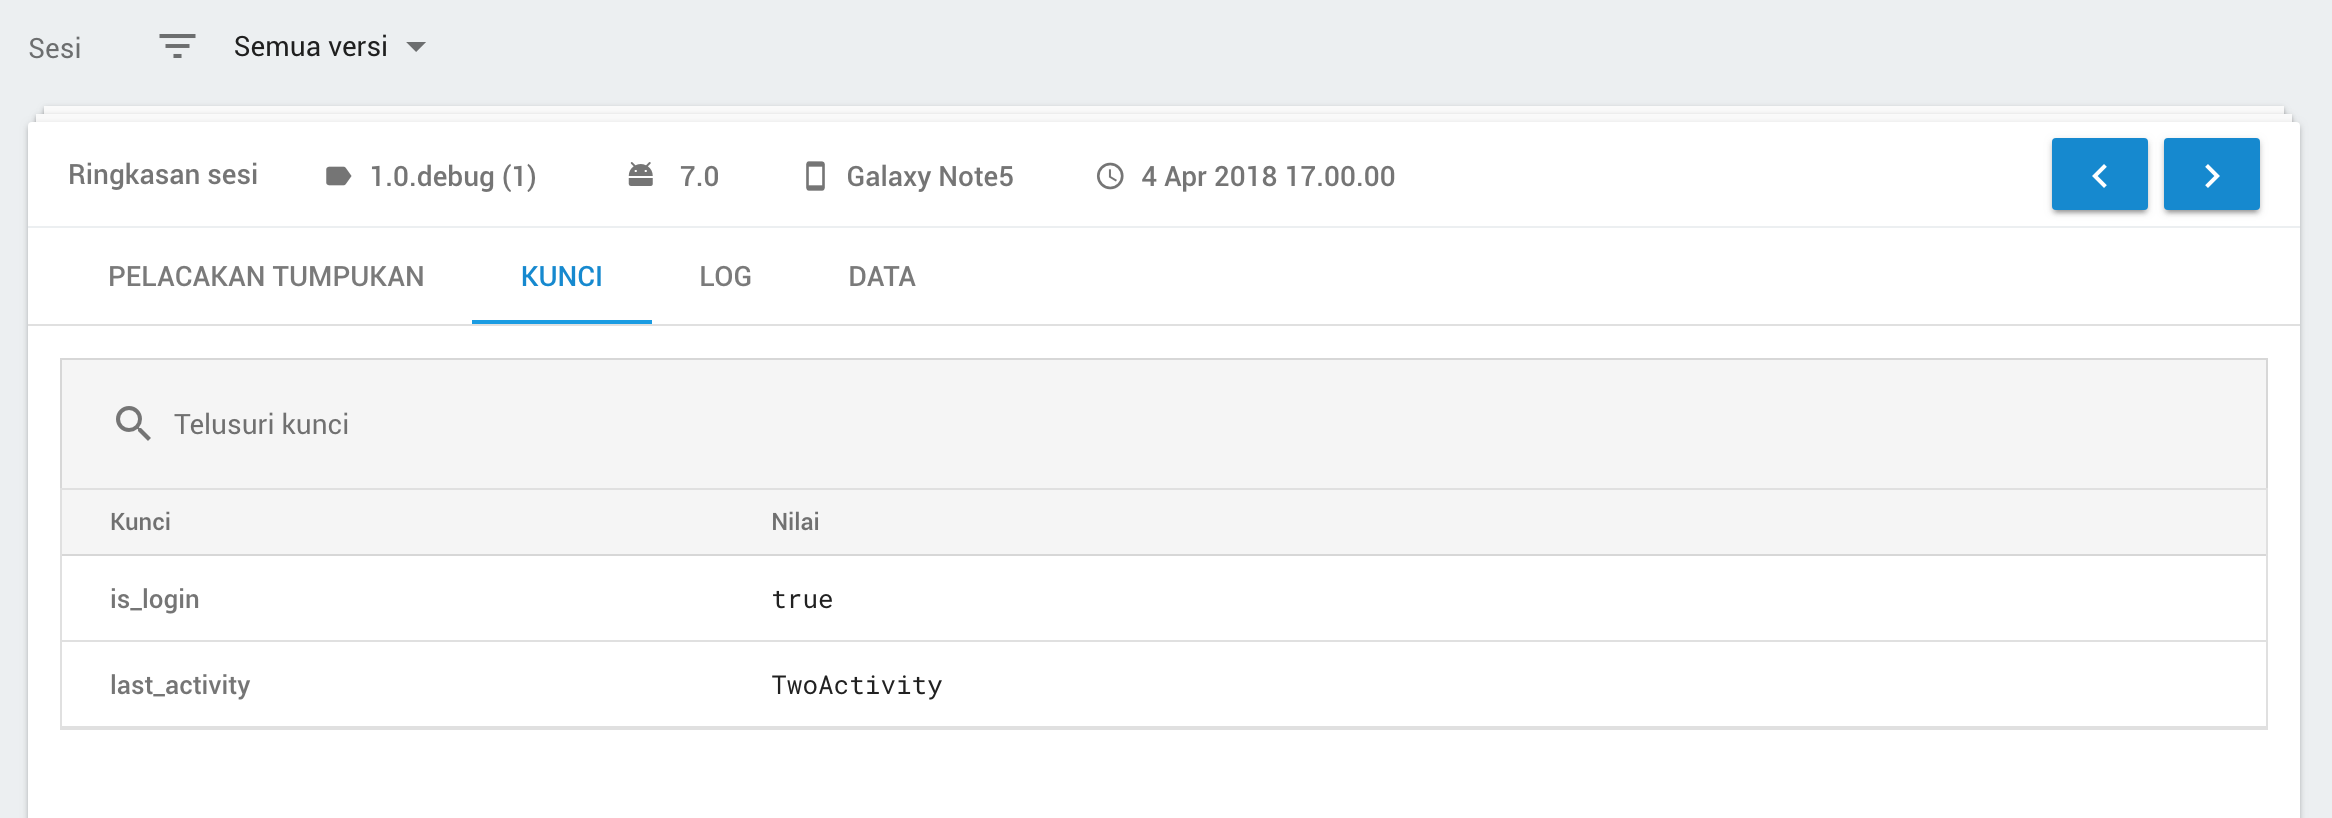 Sesi Semua versi
Ringkasan sesi 1.0.debug (1) 7.0 Galaxy Note5 4 Apr 2018 17.00.00
PELACAKAN TUMPUKAN KUNCI LOG DATA
Telusuri kunci
Kunci Nilai
is_login true
last_activity TwoActivity